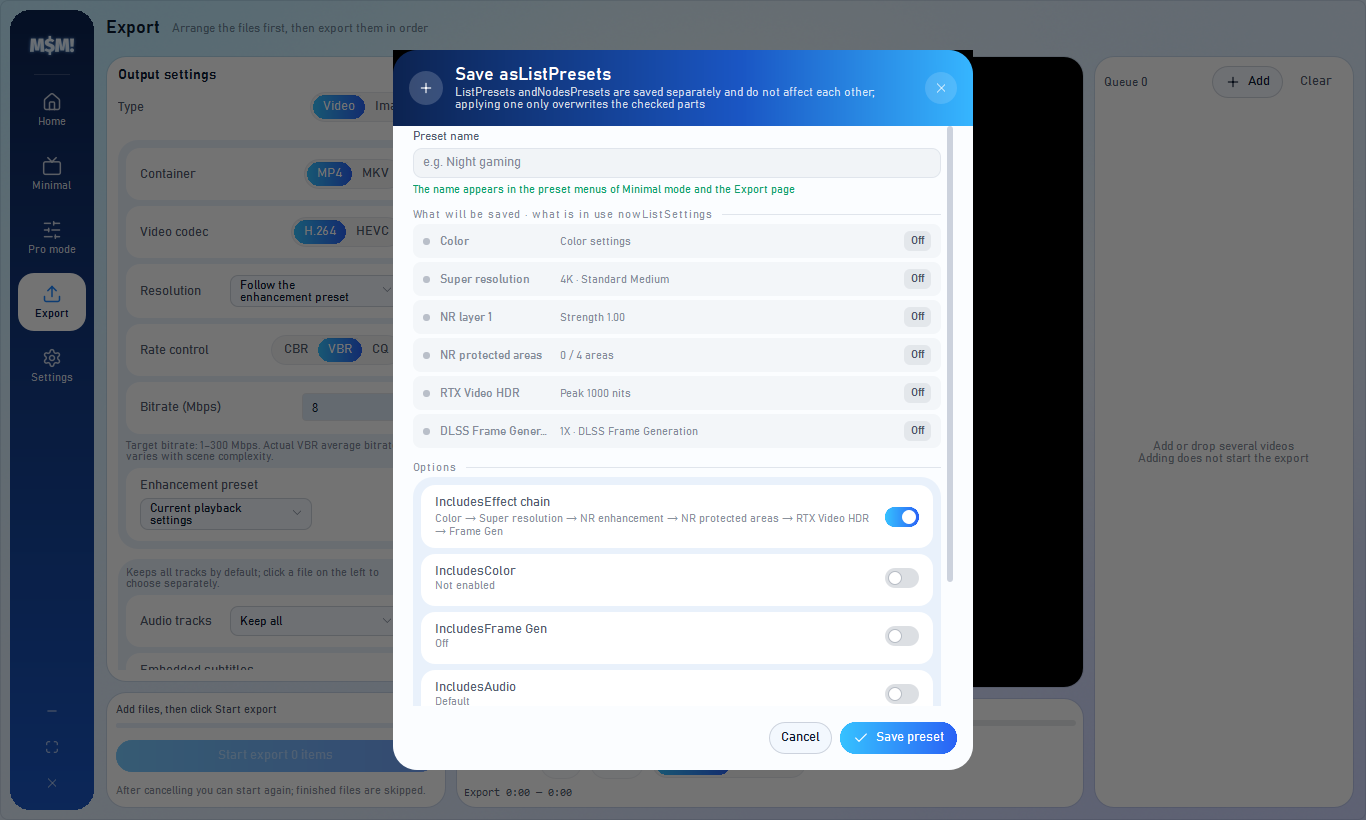 M$M!
Home
Minimal
Pro mode
Export
Settings
Export
Arrange the files first, then export them in order
Output settings
Type
Video
Ima
Container
MP4
MKV
Video codec
H.264
HEVC
Resolution
Follow the
enhancement preset
Rate control
CBR
VBR
CQ
Bitrate (Mbps)
8
Target bitrate: 1–300 Mbps. Actual VBR average bitrat
varies with scene complexity.
Enhancement preset
Current playback
settings
Keeps all tracks by default; click a file on the left to
choose separately.
Audio tracks
Keep all
Embedded subtitles
Add files, then click Start export
Start export 0 items
After cancelling you can start again; finished files are skipped.
Save asListPresets
ListPresets andNodesPresets are saved separately and do not affect each other;
applying one only overwrites the checked parts
Preset name
e.g. Night gaming
The name appears in the preset menus of Minimal mode and the Export page
What will be saved · what is in use nowListSettings
Color
Color settings
Off
Super resolution
4K · Standard Medium
Off
NR layer 1
Strength 1.00
Off
NR protected areas
0 / 4 areas
Off
RTX Video HDR
Peak 1000 nits
Off
DLSS Frame Gener...
1X · DLSS Frame Generation
Off
Options
IncludesEffect chain
Color → Super resolution → NR enhancement → NR protected areas → RTX Video HDR
→ Frame Gen
IncludesColor
Not enabled
IncludesFrame Gen
Off
IncludesAudio
Default
Cancel
Save preset
Export 0:00 — 0:00
Queue 0
Add
Clear
Add or drop several videos
Adding does not start the export